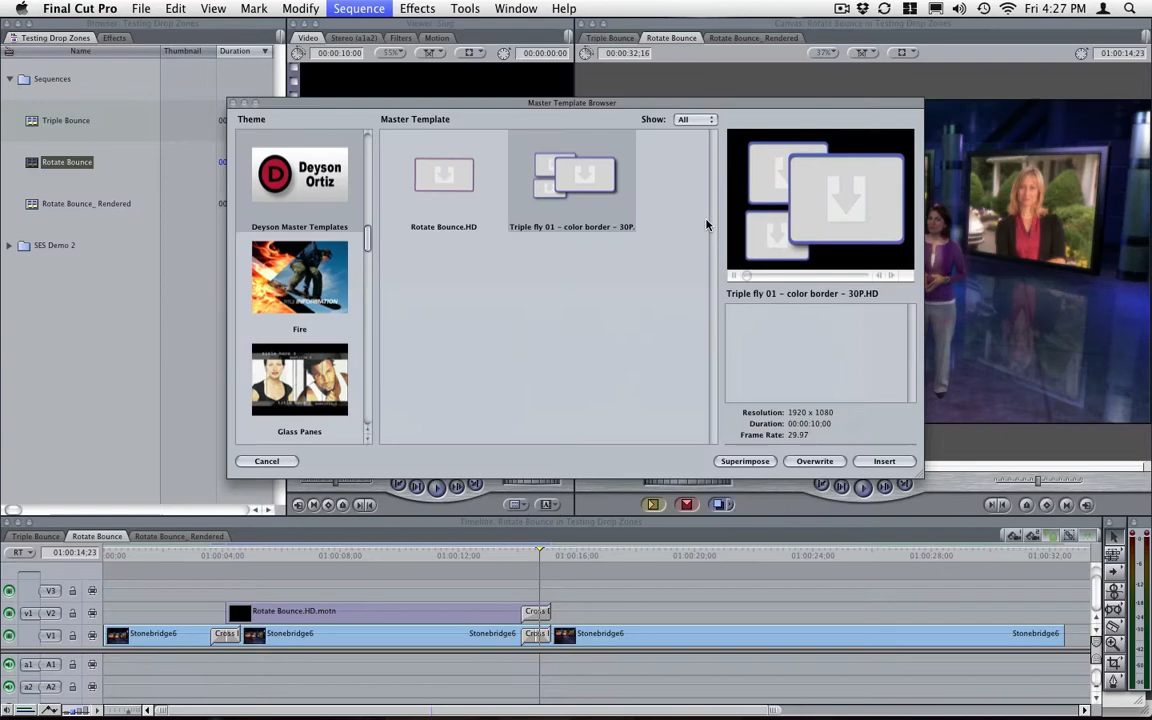 Final Cut Pro File Edit View Mark Modify Sequence Effects Tools Window Help Fri 4:27 PM
Browser: Testing Drop Zones Viewer: Slug Canvas: Rotate Bounce in Testing Drop Zones
Testing Drop Zones Effects Video Stereo (a1a2) Filters Motion Triple Bounce Rotate Bounce Rotate Bounce_ Rendered
Name Thumbnail Duration 00:00:10;00 55% 00:00:00;00 00:00:32;16 37% 01:00:14;23
Sequences
Triple Bounce
Rotate Bounce
Rotate Bounce_ Rendered
SES Demo 2
Master Template Browser
Theme Master Template Show: All
Deyson
Ortiz
Deyson Master Templates
Rotate Bounce.HD Triple fly 01 - color border - 30P.
Fire
Glass Panes
Triple fly 01 - color border - 30P.HD
Resolution: 1920 x 1080
Duration: 00:00:10;00
Frame Rate: 29.97
Cancel Superimpose Overwrite Insert
Timeline: Rotate Bounce in Testing Drop Zones
Triple Bounce Rotate Bounce Rotate Bounce_ Rendered
RT 01:00:14;23 00;00 01:00:04;00 01:00:08;00 01:00:12;00 01:00:16;00 01:00:20;00 01:00:24;00 01:00:28;00 01:00:32;00
V3
v1 V2 Rotate Bounce.HD.motn Cross
V1 Stonebridge6 Cross Stonebridge6 Stonebridge6 Cross Stonebridge6 Stonebridge6
a1 A1
a2 A2